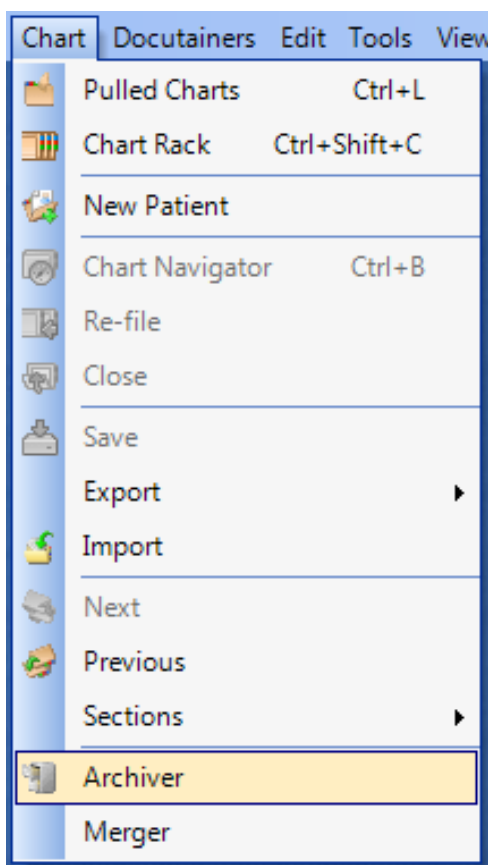 Chart Docutainers Edit Tools View
Pulled Charts Ctrl+L
Chart Rack Ctrl+Shift+C
New Patient
Chart Navigator Ctrl+B
Re-file
Close
Save
Export
Import
Next
Previous
Sections
Archiver
Merger